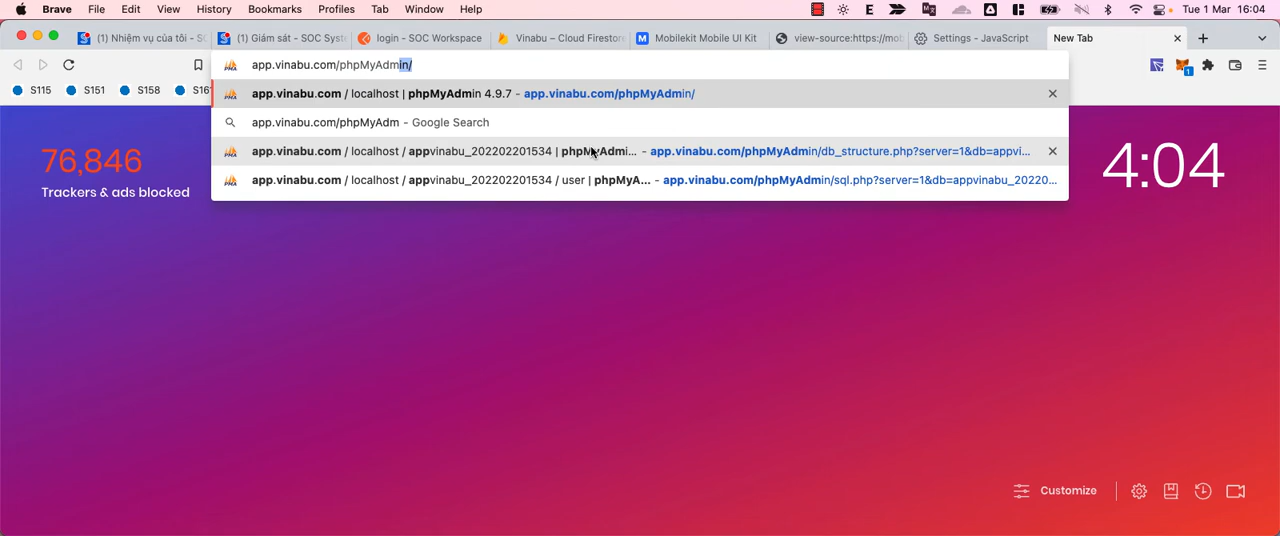 Brave File Edit View History Bookmarks Profiles Tab Window Help Tue 1 Mar 16:04
(1) Nhiệm vụ của tôi - SC (1) Giám sát - SOC Syste login - SOC Workspace Vinabu – Cloud Firestore Mobilekit Mobile UI Kit view-source:https://mob Settings - JavaScript New Tab
app.vinabu.com/phpMyAdmin/
1
S115 S151 S158 S16
app.vinabu.com / localhost | phpMyAdmin 4.9.7 - app.vinabu.com/phpMyAdmin/
app.vinabu.com/phpMyAdm - Google Search
app.vinabu.com / localhost / appvinabu_202202201534 | phpMyAdmi... - app.vinabu.com/phpMyAdmin/db_structure.php?server=1&db=appvi...
app.vinabu.com / localhost / appvinabu_202202201534 / user | phpMyA... - app.vinabu.com/phpMyAdmin/sql.php?server=1&db=appvinabu_20220...
76,846
Trackers & ads blocked
4:04
Customize